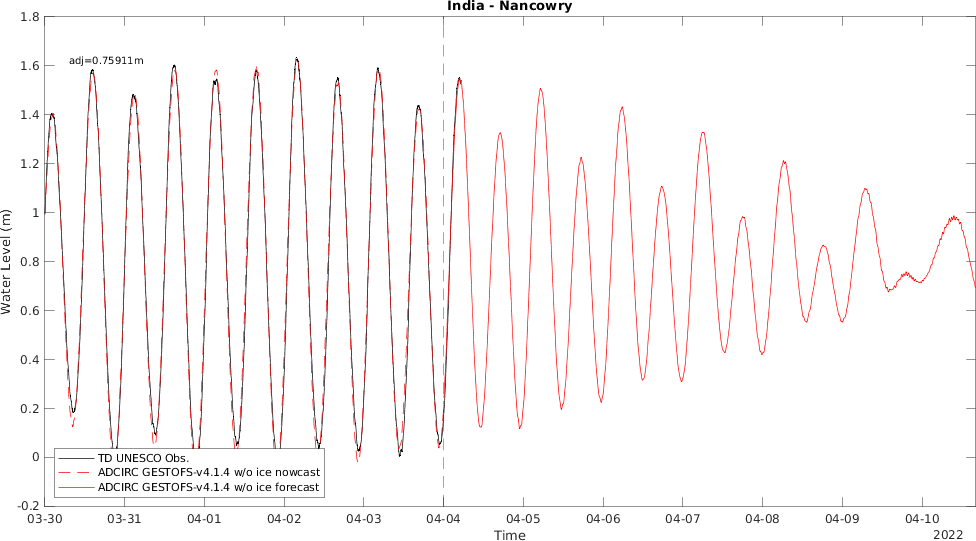 India - Nancowry
1.8
1.6
1.4
1.2
1
0.8
0.6
0.4
0.2
0
-0.2
Water Level (m)
adj=0.75911m
TD UNESCO Obs.
ADCIRC GESTOFS-v4.1.4 w/o ice nowcast
ADCIRC GESTOFS-v4.1.4 w/o ice forecast
03-30 03-31 04-01 04-02 04-03 04-04 04-05 04-06 04-07 04-08 04-09 04-10
Time
2022